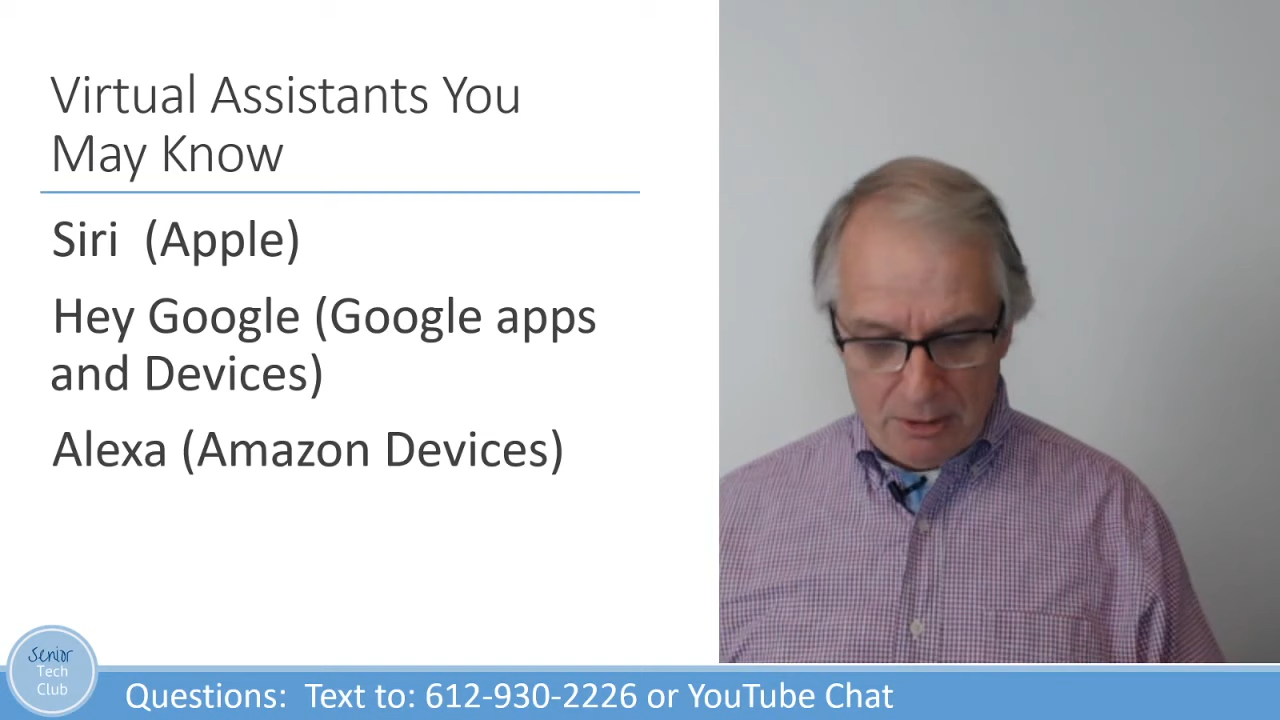 Virtual Assistants You
May Know
Siri (Apple)
Hey Google (Google apps
and Devices)
Alexa (Amazon Devices)
Senior
Tech
Club
Questions: Text to: 612-930-2226 or YouTube Chat